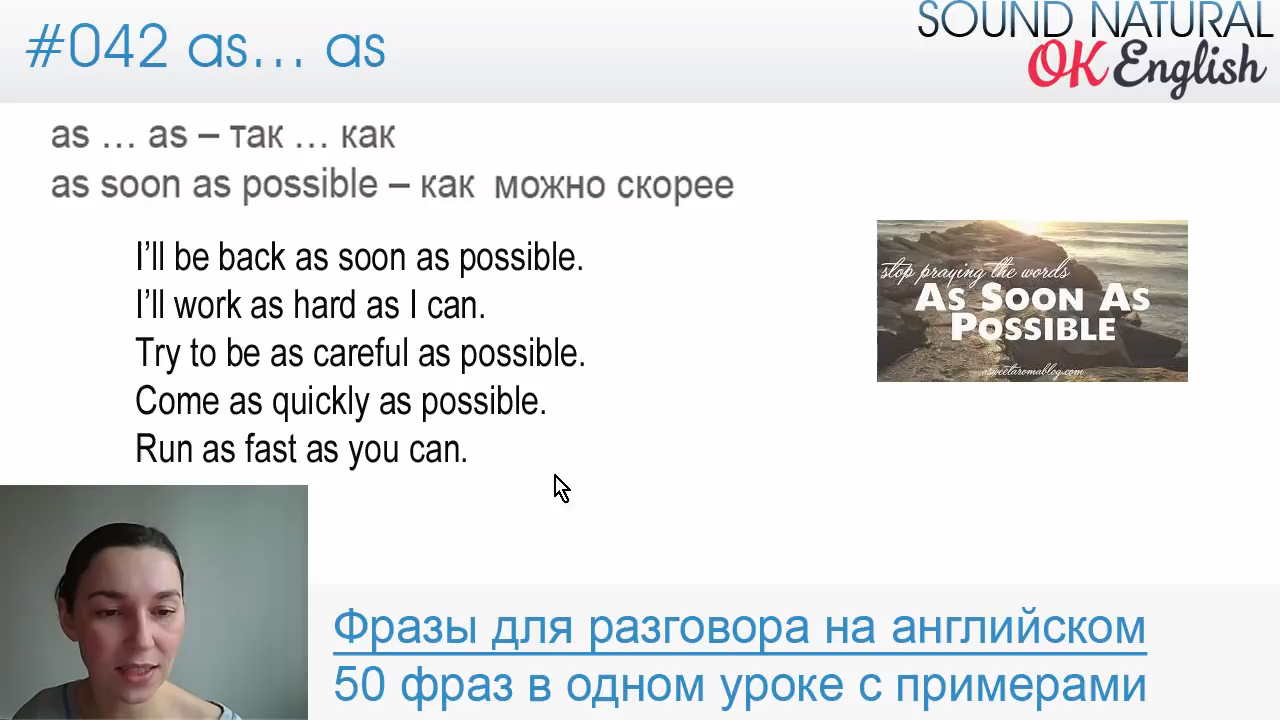 #042 as... as
SOUND NATURAL
OK English
as ... as – так ... как
as soon as possible – как можно скорее
I'll be back as soon as possible.
I'll work as hard as I can.
Try to be as careful as possible.
Come as quickly as possible.
Run as fast as you can.
stop praying the words
As Soon As
Possible
asweetaromablog.com
Фразы для разговора на английском
50 фраз в одном уроке с примерами